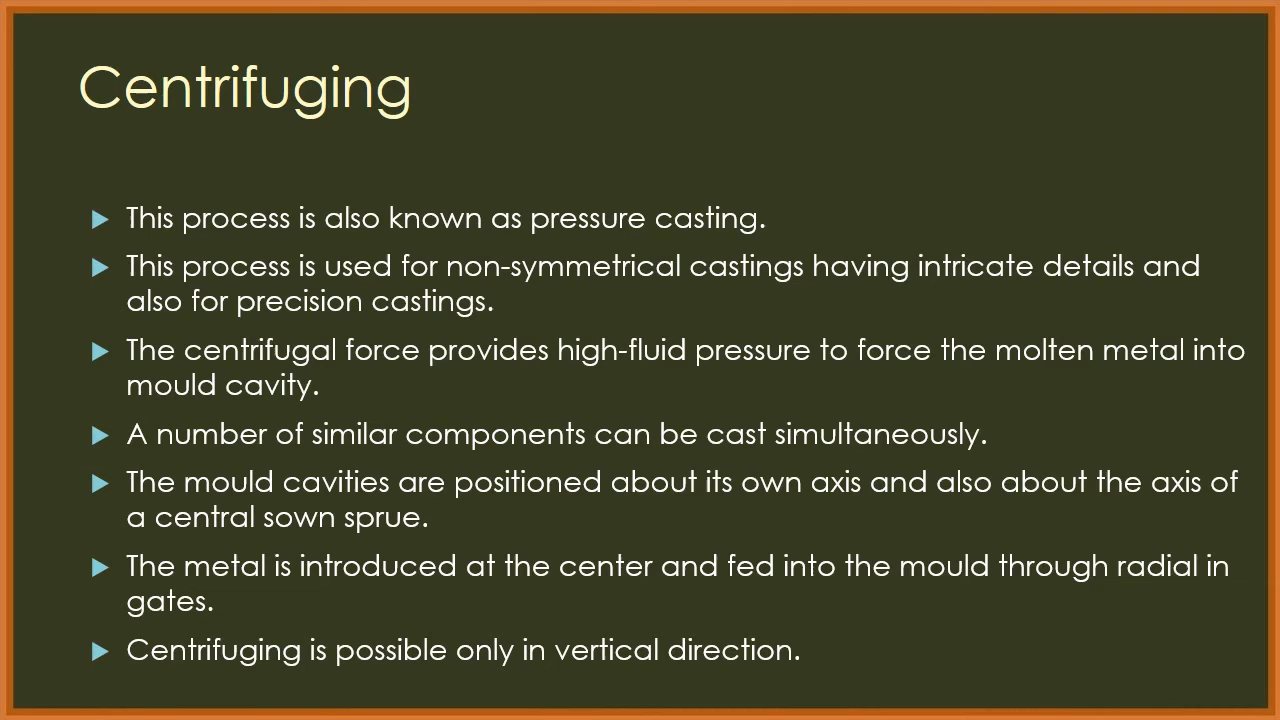 Centrifuging
This process is also known as pressure casting.
This process is used for non-symmetrical castings having intricate details and
also for precision castings.
The centrifugal force provides high-fluid pressure to force the molten metal into
mould cavity.
A number of similar components can be cast simultaneously.
The mould cavities are positioned about its own axis and also about the axis of
a central sown sprue.
The metal is introduced at the center and fed into the mould through radial in
gates.
Centrifuging is possible only in vertical direction.